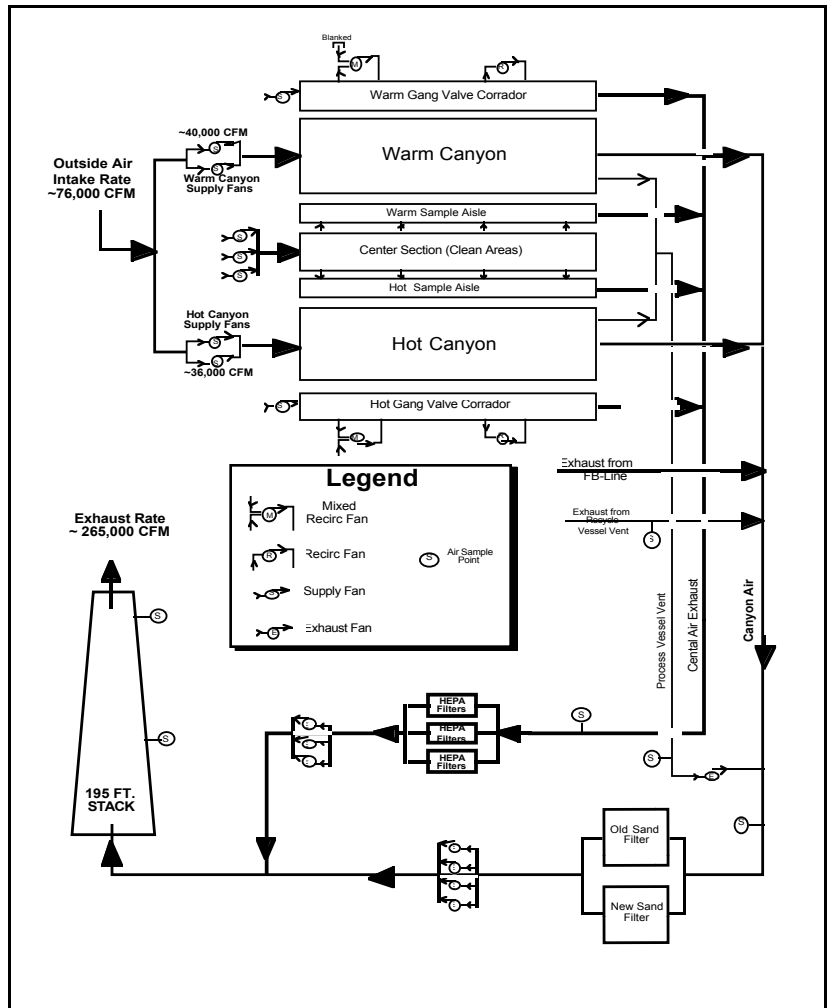 Blanked
M
R
S
Warm Gang Valve Corrador
~40,000 CFM
S
S
Warm Canyon
Supply Fans
Warm Canyon
Outside Air
Intake Rate
~76,000 CFM
Warm Sample Aisle
S
S
S
Center Section (Clean Areas)
Hot Sample Aisle
Hot Canyon
Supply Fans
S
S
~36,000 CFM
Hot Canyon
S
Hot Gang Valve Corrador
M
R
Exhaust from
FB-Line
Exhaust from
Recycle
Vessel Vent
S
Legend
M
Mixed
Recirc Fan
R
Recirc Fan
S
Air Sample
Point
S
Supply Fan
E
Exhaust Fan
Process Vessel Vent
Cental Air Exhaust
Canyon Air
Exhaust Rate
~ 265,000 CFM
S
S
195 FT.
STACK
E
E
E
E
HEPA
Filters
HEPA
Filters
HEPA
Filters
S
S
E
S
E
E
E
E
Old Sand
Filter
New Sand
Filter